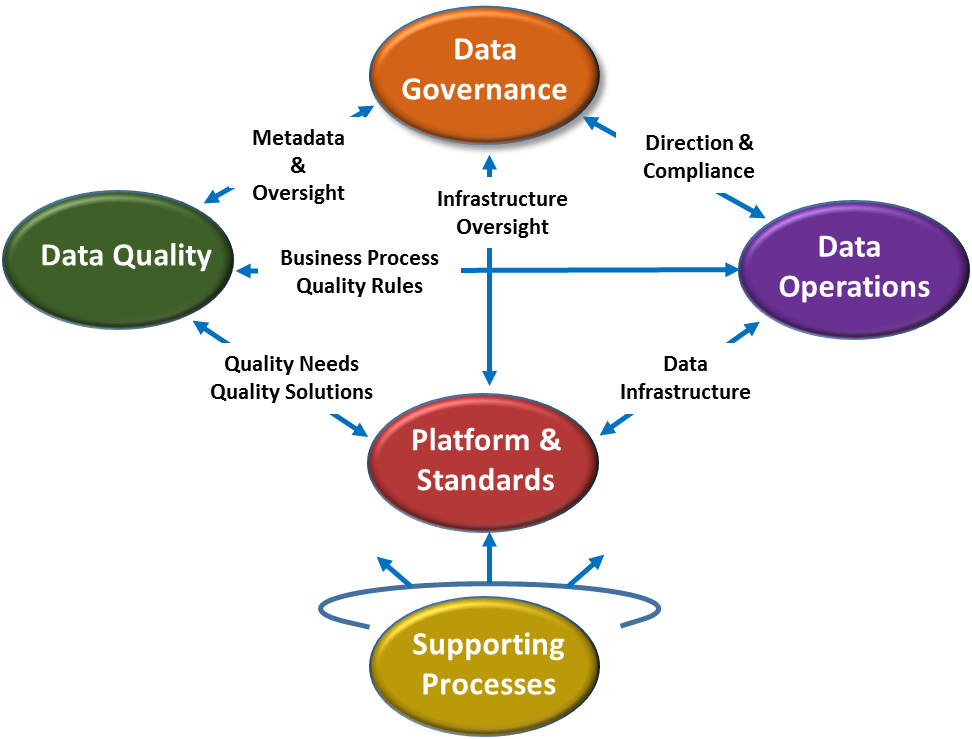 Data
Governance
Metadata
&
Oversight
Direction &
Compliance
Infrastructure
Oversight
Data Quality
Business Process
Quality Rules
Data
Operations
Quality Needs
Quality Solutions
Data
Infrastructure
Platform &
Standards
Supporting
Processes